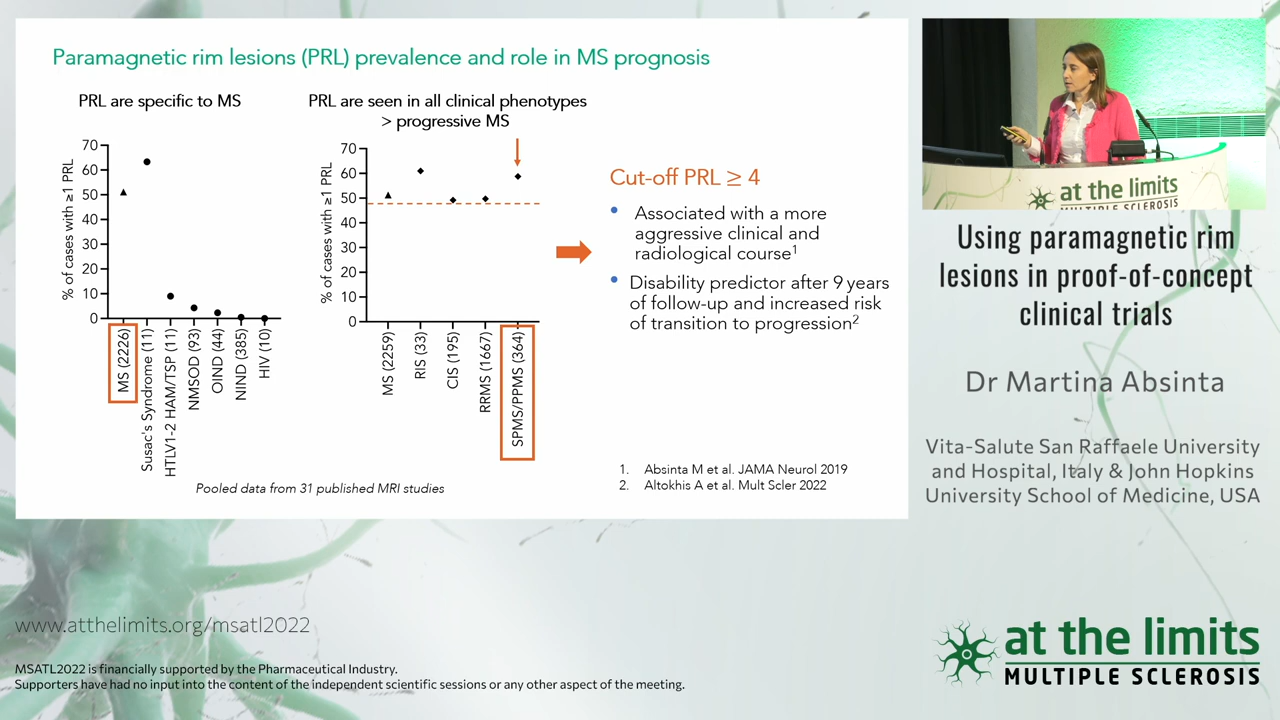 Paramagnetic rim lesions (PRL) prevalence and role in MS prognosis
PRL are specific to MS
% of cases with ≥1 PRL
70
60
50
40
30
20
10
0
MS (2226)
Susac's Syndrome (11)
HTLV1-2 HAM/TSP (11)
NMSOD (93)
OIND (44)
NIND (385)
HIV (10)
PRL are seen in all clinical phenotypes
> progressive MS
% of cases with ≥1 PRL
70
60
50
40
30
20
10
0
MS (2259)
RIS (33)
CIS (195)
RRMS (1667)
SPMS/PPMS (364)
Pooled data from 31 published MRI studies
Cut-off PRL ≥ 4
• Associated with a more
aggressive clinical and
radiological course1
• Disability predictor after 9 years
of follow-up and increased risk
of transition to progression2
1. Absinta M et al. JAMA Neurol 2019
2. Altokhis A et al. Mult Scler 2022
at the limits
MULTIPLE SCLEROSIS
Using paramagnetic rim
lesions in proof-of-concept
clinical trials
Dr Martina Absinta
Vita-Salute San Raffaele University
and Hospital, Italy & John Hopkins
University School of Medicine, USA
www.atthelimits.org/msatl2022
MSATL2022 is financially supported by the Pharmaceutical Industry.
Supporters have had no input into the content of the independent scientific sessions or any other aspect of the meeting.
at the limits
MULTIPLE SCLEROSIS